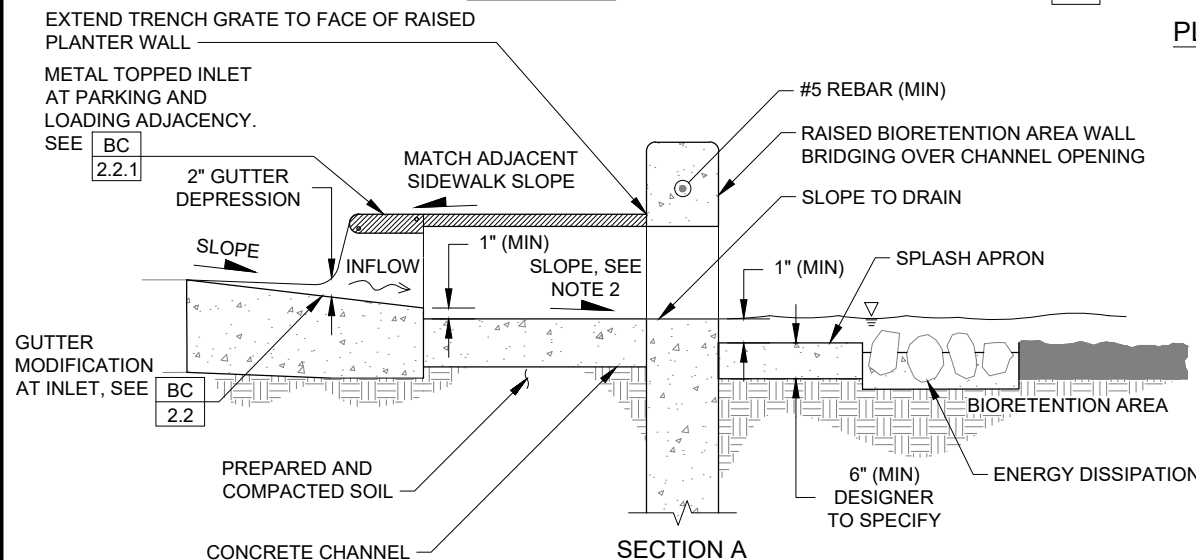 EXTEND TRENCH GRATE TO FACE OF RAISED
PLANTER WALL
PL
METAL TOPPED INLET
AT PARKING AND
LOADING ADJACENCY.
SEE BC
2.2.1
2" GUTTER
DEPRESSION
MATCH ADJACENT
SIDEWALK SLOPE
#5 REBAR (MIN)
RAISED BIORETENTION AREA WALL
BRIDGING OVER CHANNEL OPENING
SLOPE TO DRAIN
SLOPE
INFLOW
1" (MIN)
SLOPE, SEE
NOTE 2
1" (MIN)
SPLASH APRON
GUTTER
MODIFICATION
AT INLET, SEE BC
2.2
BIORETENTION AREA
PREPARED AND
COMPACTED SOIL
6" (MIN)
DESIGNER
TO SPECIFY
ENERGY DISSIPATION
CONCRETE CHANNEL
SECTION A